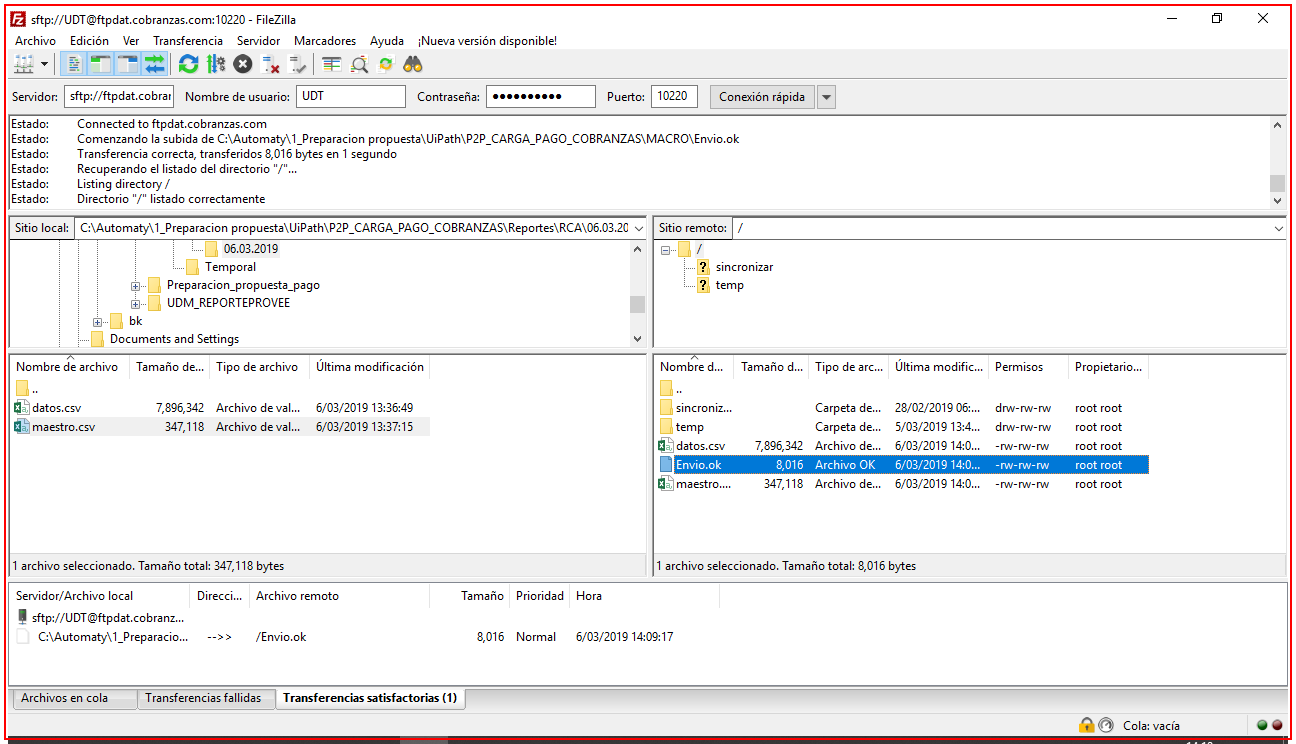 sftp://UDT@ftpdat.cobranzas.com:10220 - FileZilla
Archivo Edición Ver Transferencia Servidor Marcadores Ayuda ¡Nueva versión disponible!
Servidor: sftp://ftpdat.cobrar Nombre de usuario: UDT Contraseña: ●●●●●●●●●● Puerto: 10220 Conexión rápida
Estado: Connected to ftpdat.cobranzas.com
Estado: Comenzando la subida de C:\Automaty\1_Preparacion propuesta\UiPath\P2P_CARGA_PAGO_COBRANZAS\MACRO\Envio.ok
Estado: Transferencia correcta, transferidos 8,016 bytes en 1 segundo
Estado: Recuperando el listado del directorio "/"...
Estado: Listing directory /
Estado: Directorio "/" listado correctamente
Sitio local: C:\Automaty\1_Preparacion propuesta\UiPath\P2P_CARGA_PAGO_COBRANZAS\Reportes\RCA\06.03.20
06.03.2019
Temporal
Preparacion_propuesta_pago
UDM_REPORTEPROVEE
bk
Documents and Settings
Sitio remoto: /
/
sincronizar
temp
Nombre de archivo Tamaño de... Tipo de archivo Última modificación
..
datos.csv 7,896,342 Archivo de val... 6/03/2019 13:36:49
maestro.csv 347,118 Archivo de val... 6/03/2019 13:37:15
1 archivo seleccionado. Tamaño total: 347,118 bytes
Nombre d... Tamaño d... Tipo de arc... Última modific... Permisos Propietario...
..
sincroniz... Carpeta de... 28/02/2019 06:... drw-rw-rw root root
temp Carpeta de... 5/03/2019 13:4... drw-rw-rw root root
datos.csv 7,896,342 Archivo de... 6/03/2019 14:0... -rw-rw-rw root root
Envio.ok 8,016 Archivo OK 6/03/2019 14:0... -rw-rw-rw root root
maestro.... 347,118 Archivo de... 6/03/2019 14:0... -rw-rw-rw root root
1 archivo seleccionado. Tamaño total: 8,016 bytes
Servidor/Archivo local Direcci... Archivo remoto Tamaño Prioridad Hora
sftp://UDT@ftpdat.cobranz...
C:\Automaty\1_Preparacio... -->> /Envio.ok 8,016 Normal 6/03/2019 14:09:17
Archivos en cola Transferencias fallidas Transferencias satisfactorias (1)
Cola: vacía